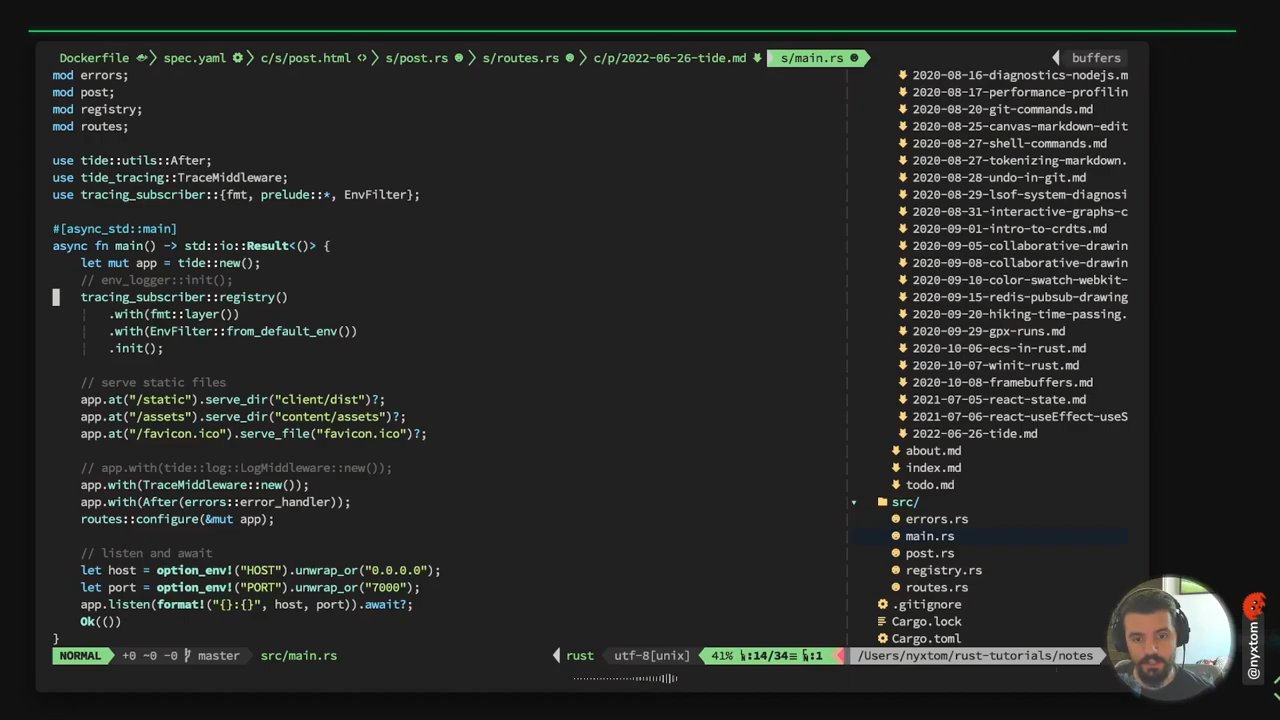 Dockerfile spec.yaml c/s/post.html <> s/post.rs s/routes.rs c/p/2022-06-26-tide.md s/main.rs buffers
mod errors;
mod post;
mod registry;
mod routes;
use tide::utils::After;
use tide_tracing::TraceMiddleware;
use tracing_subscriber::{fmt, prelude::*, EnvFilter};
#[async_std::main]
async fn main() -> std::io::Result<()> {
let mut app = tide::new();
// env_logger::init();
tracing_subscriber::registry()
.with(fmt::layer())
.with(EnvFilter::from_default_env())
.init();
// serve static files
app.at("/static").serve_dir("client/dist")?;
app.at("/assets").serve_dir("content/assets")?;
app.at("/favicon.ico").serve_file("favicon.ico")?;
// app.with(tide::log::LogMiddleware::new());
app.with(TraceMiddleware::new());
app.with(After(errors::error_handler));
routes::configure(&mut app);
// listen and await
let host = option_env!("HOST").unwrap_or("0.0.0.0");
let port = option_env!("PORT").unwrap_or("7000");
app.listen(format!("{}:{}", host, port)).await?;
Ok(())
}
2020-08-16-diagnostics-nodejs.m
2020-08-17-performance-profilin
2020-08-20-git-commands.md
2020-08-25-canvas-markdown-edit
2020-08-27-shell-commands.md
2020-08-27-tokenizing-markdown.
2020-08-28-undo-in-git.md
2020-08-29-lsof-system-diagnosi
2020-08-31-interactive-graphs-c
2020-09-01-intro-to-crdts.md
2020-09-05-collaborative-drawin
2020-09-08-collaborative-drawin
2020-09-10-color-swatch-webkit-
2020-09-15-redis-pubsub-drawing
2020-09-20-hiking-time-passing.
2020-09-29-gpx-runs.md
2020-10-06-ecs-in-rust.md
2020-10-07-winit-rust.md
2020-10-08-framebuffers.md
2021-07-05-react-state.md
2021-07-06-react-useEffect-useS
2022-06-26-tide.md
about.md
index.md
todo.md
src/
errors.rs
main.rs
post.rs
registry.rs
routes.rs
.gitignore
Cargo.lock
Cargo.toml
NORMAL +0 ~0 -0 master src/main.rs rust utf-8[unix] 41% :14/34≡ :1 /Users/nyxtom/rust-tutorials/notes
@nyxtom